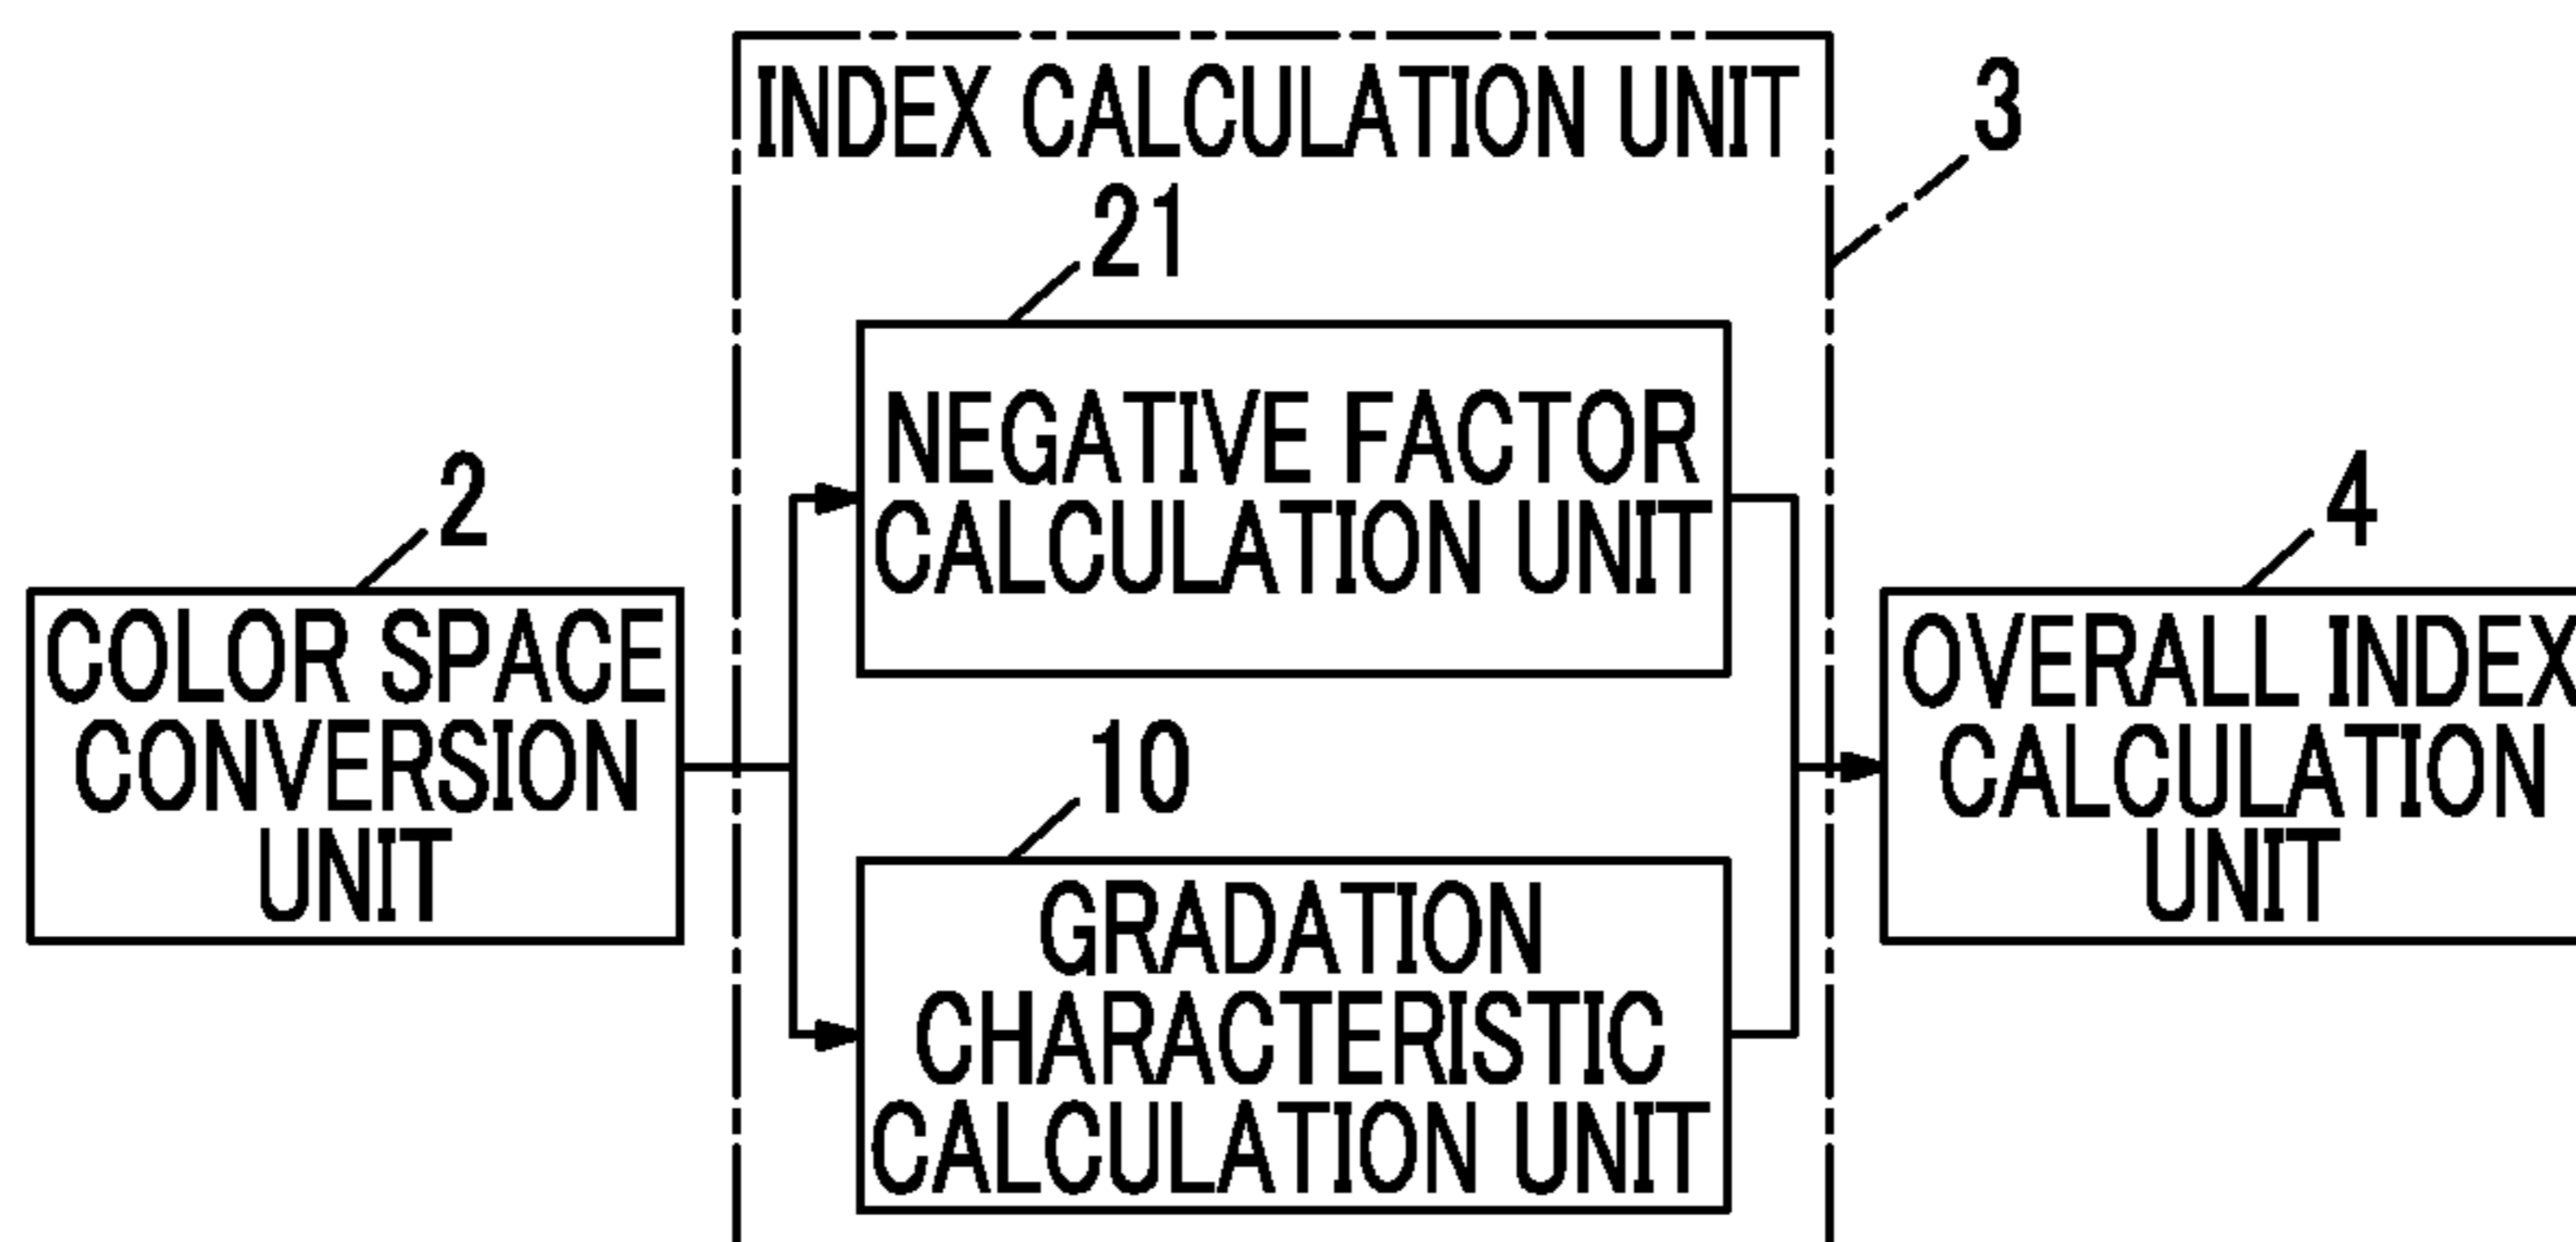 INDEX CALCULATION UNIT
3
21
NEGATIVE FACTOR
CALCULATION UNIT
2
COLOR SPACE
CONVERSION
UNIT
10
GRADATION
CHARACTERISTIC
CALCULATION UNIT
4
OVERALL INDEX
CALCULATION
UNIT